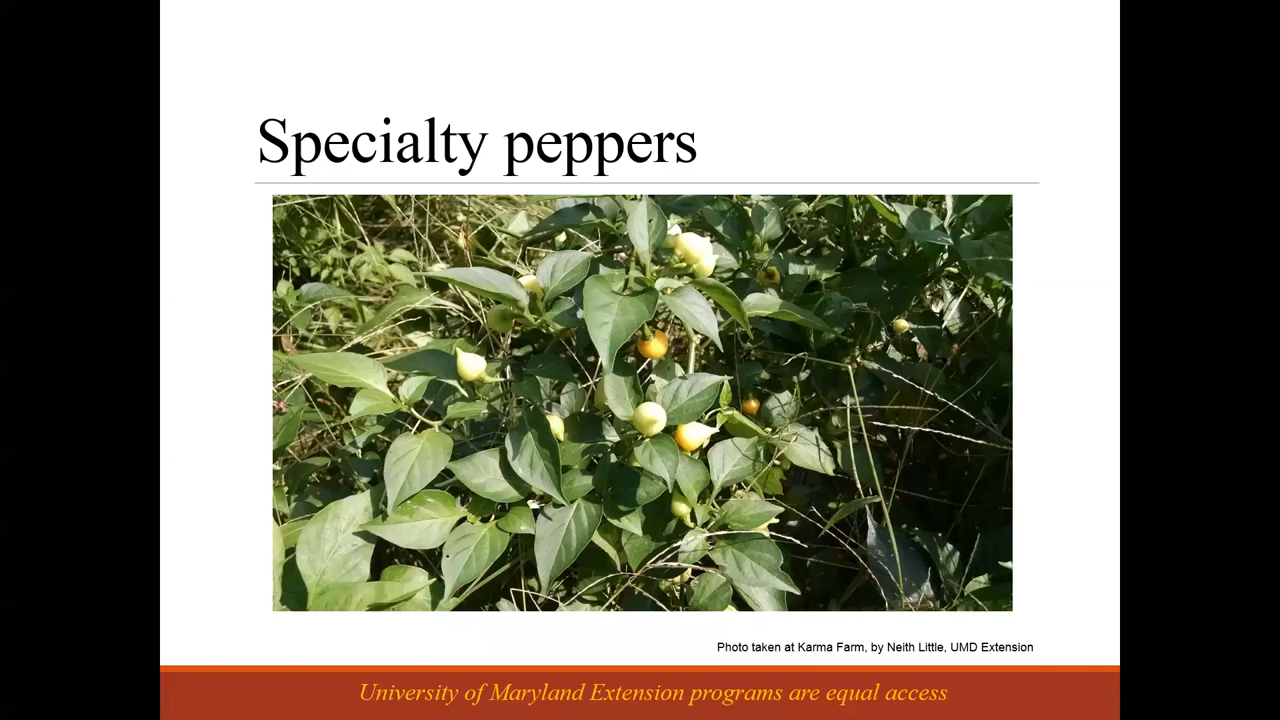 Specialty peppers
Photo taken at Karma Farm, by Neith Little, UMD Extension
University of Maryland Extension programs are equal access